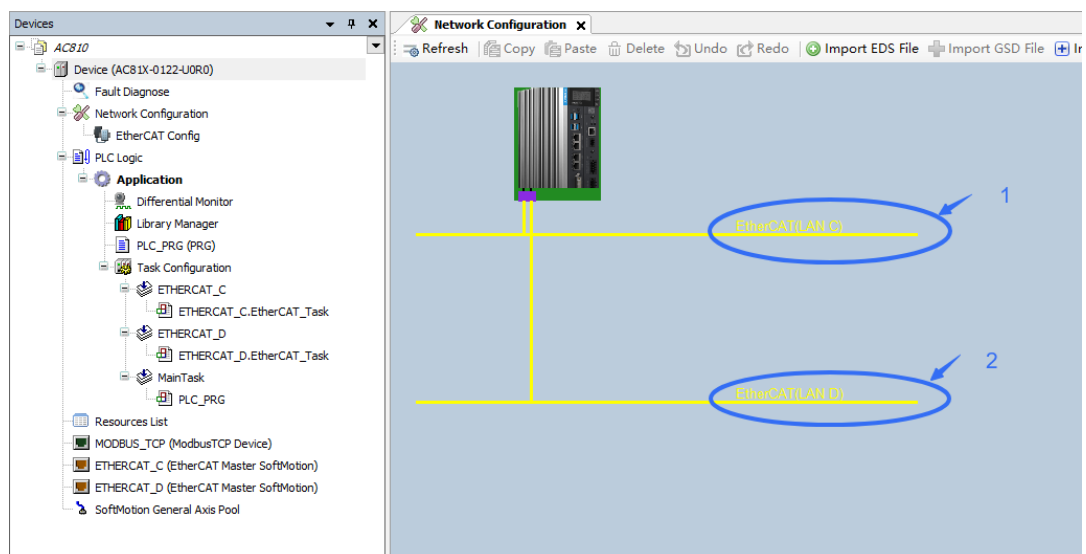 Devices
AC810
Device (AC81X-0122-U0R0)
Fault Diagnose
Network Configuration
EtherCAT Config
PLC Logic
Application
Differential Monitor
Library Manager
PLC_PRG (PRG)
Task Configuration
ETHERCAT_C
ETHERCAT_C.EtherCAT_Task
ETHERCAT_D
ETHERCAT_D.EtherCAT_Task
MainTask
PLC_PRG
Resources List
MODBUS_TCP (ModbusTCP Device)
ETHERCAT_C (EtherCAT Master SoftMotion)
ETHERCAT_D (EtherCAT Master SoftMotion)
SoftMotion General Axis Pool
Network Configuration
Refresh Copy Paste Delete Undo Redo Import EDS File Import GSD File
1
EtherCAT(LAN C)
2
EtherCAT(LAN D)